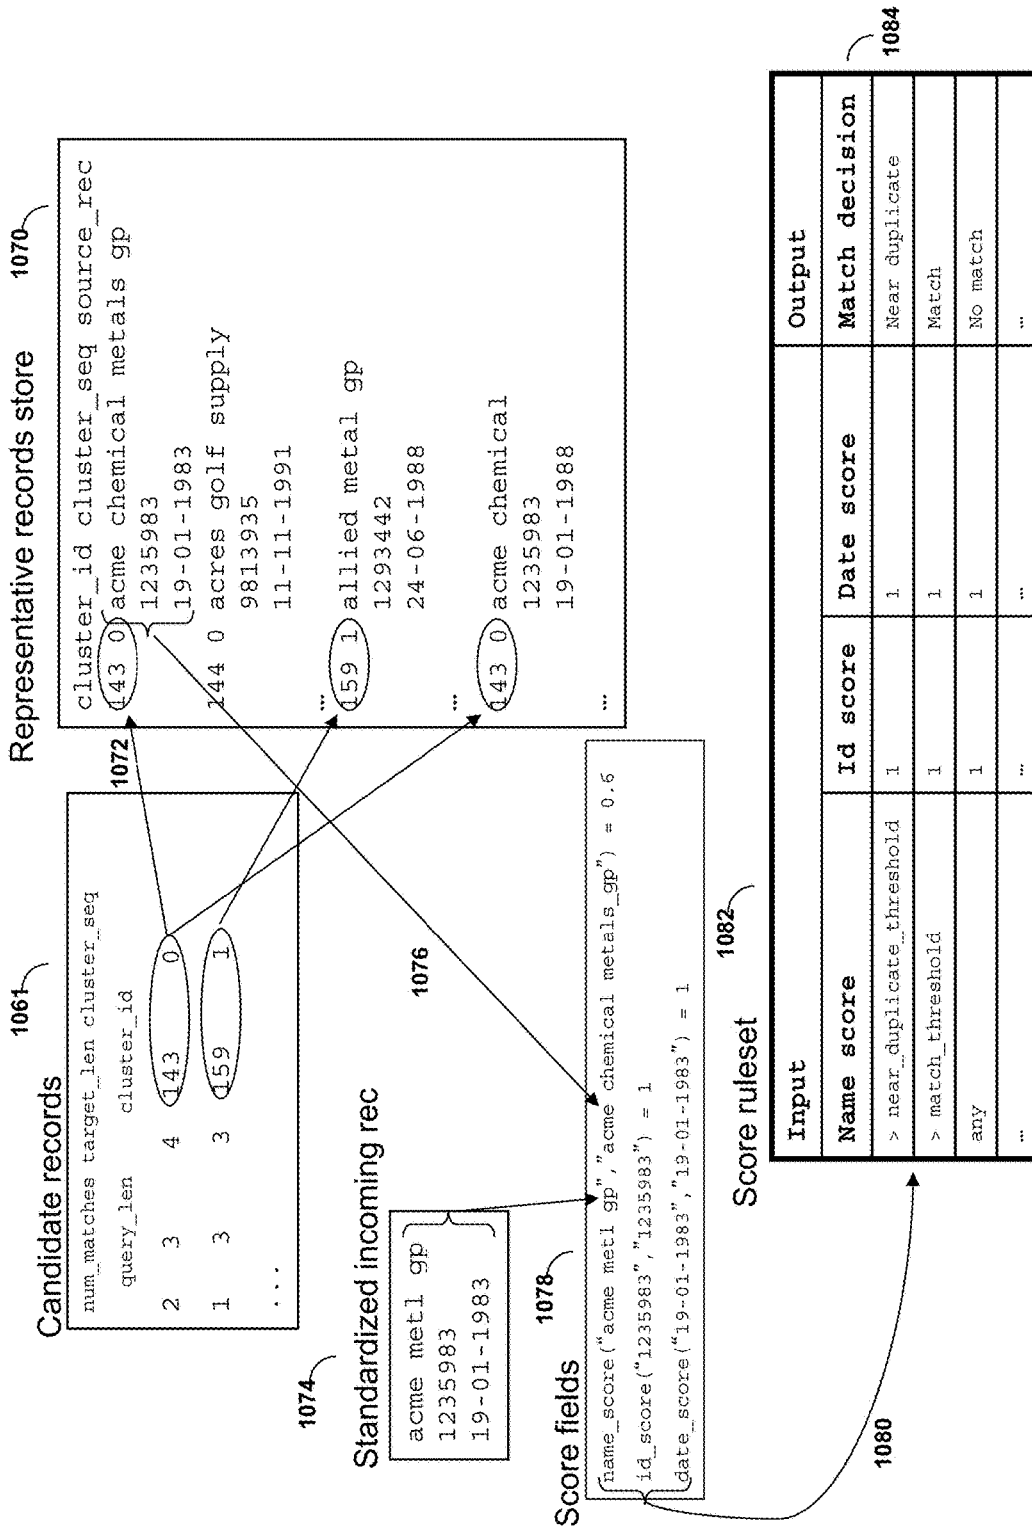 Candidate records
1061
num_matches target_len cluster_seq
query_len cluster_id
2 3 4 143 0
1 3 3 159 1
...
1072
Representative records store
1070
cluster_id cluster_seq source_rec
143 0 acme chemical metals gp
1235983
19-01-1983
144 0 acres golf supply
9813935
11-11-1991
...
159 1 allied metal gp
1293442
24-06-1988
...
143 0 acme chemical
1235983
19-01-1988
...
1074
Standardized incoming rec
acme metl gp
1235983
19-01-1983
1076
Score fields
1078
name_score("acme metl gp","acme chemical metals_gp") = 0.6
id_score("1235983","1235983") = 1
date_score("19-01-1983","19-01-1983") = 1
1080
Score ruleset
1082
1084
Input Output
Name score Id score Date score Match decision
> near_duplicate_threshold 1 1 Near duplicate
> match_threshold 1 1 Match
any 1 1 No match
... ... ... ...